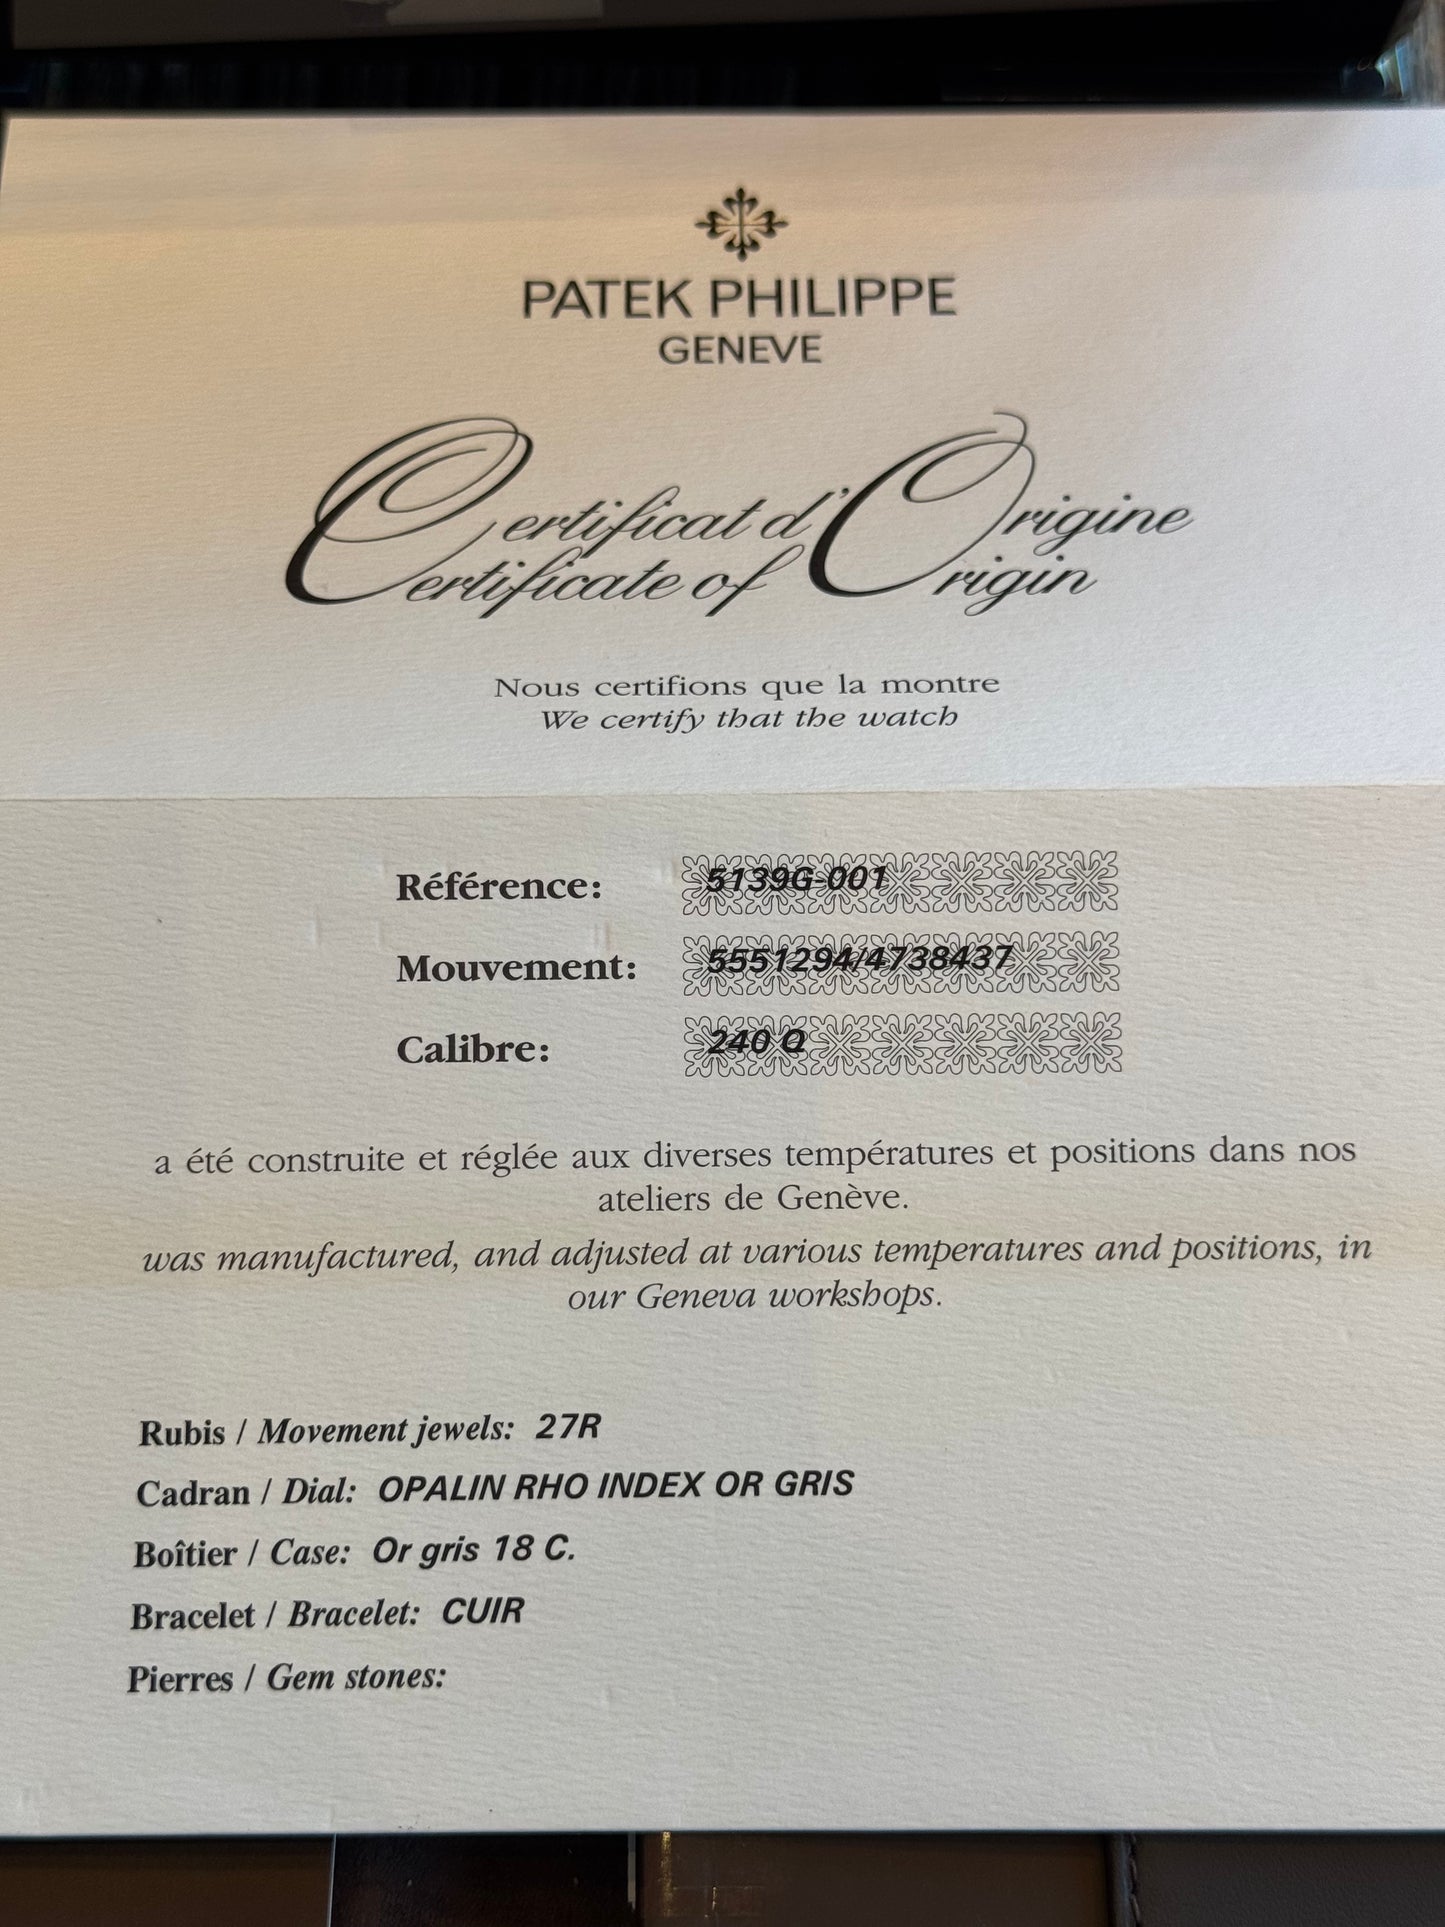 PATEK PHILIPPE
GENEVE
Certificat d'Origine
Certificate of Origin
Nous certifions que la montre
We certify that the watch
Référence: 5139G-001
Mouvement: 5551294/4738437
Calibre: 240 Q
a été construite et réglée aux diverses températures et positions dans nos
ateliers de Genève.
was manufactured, and adjusted at various temperatures and positions, in
our Geneva workshops.
Rubis / Movement jewels: 27R
Cadran / Dial: OPALIN RHO INDEX OR GRIS
Boîtier / Case: Or gris 18 C.
Bracelet / Bracelet: CUIR
Pierres / Gem stones: